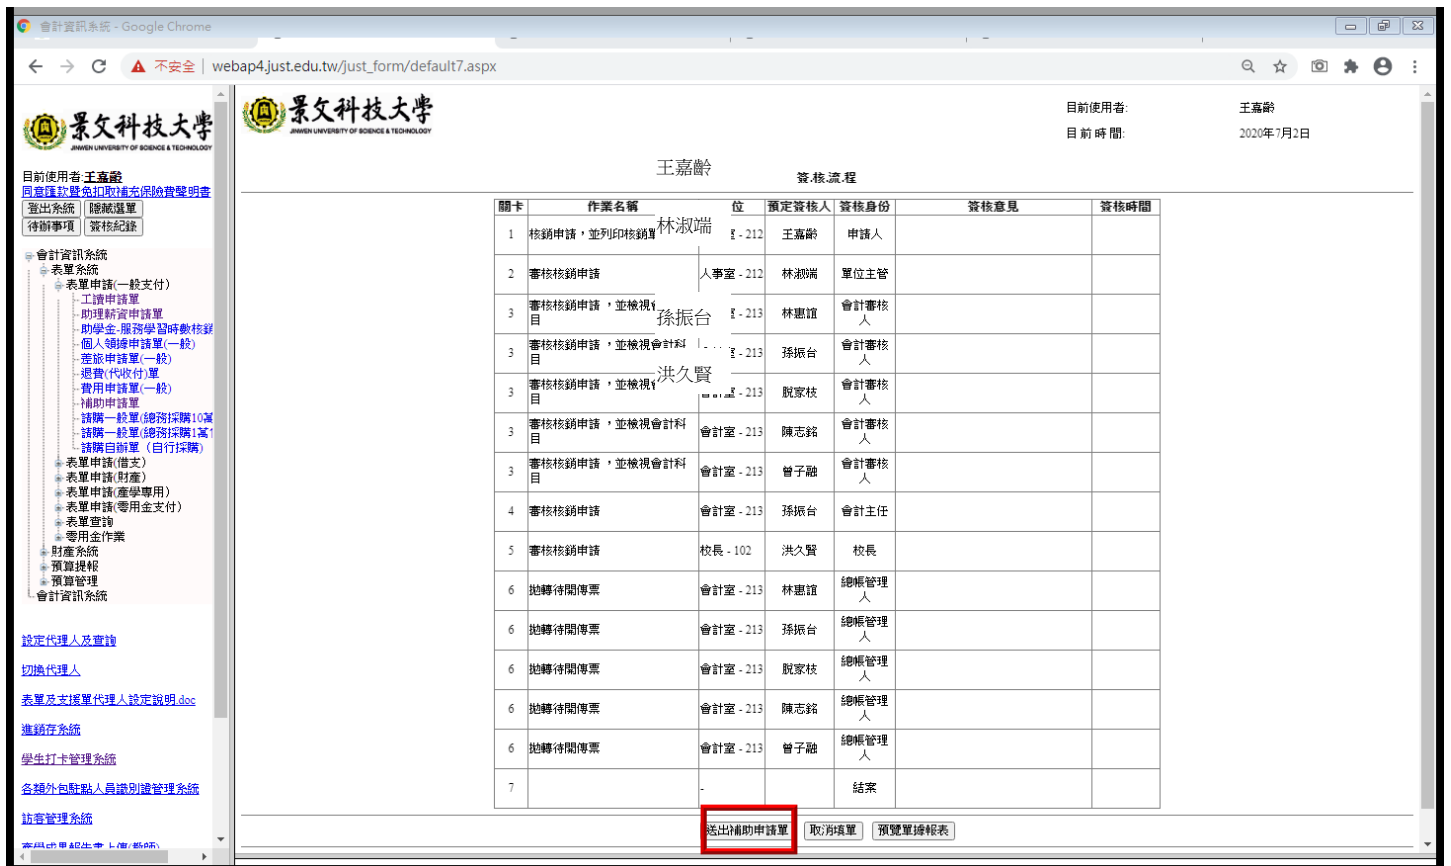 會計資訊系統 - Google Chrome
不安全 | webap4.just.edu.tw/just_form/default7.aspx
景文科技大學
JINWEN UNIVERSITY OF SCIENCE & TECHNOLOGY
目前使用者:王嘉齡
同意匯款暨免扣取補充保險費聲明書
登出系統 隱藏選單
待辦事項 簽核紀錄
會計資訊系統
表單系統
表單申請(一般支付)
工讀申請單
助理薪資申請單
助學金-服務學習時數核銷
個人領據申請單(一般)
差旅申請單(一般)
退費(代收付)單
費用申請單(一般)
補助申請單
請購一般單(總務採購10萬
請購一般單(總務採購1萬1
請購自辦單（自行採購)
表單申請(借支)
表單申請(財產)
表單申請(產學專用)
表單申請(零用金支付)
表單查詢
零用金作業
財產系統
預算提報
預算管理
會計資訊系統
設定代理人及查詢
切換代理人
表單及支援單代理人設定說明.doc
進銷存系統
學生打卡管理系統
各類外包駐點人員識別證管理系統
訪客管理系統
產學成果報告書上傳(教師)
景文科技大學
JINWEN UNIVERSITY OF SCIENCE & TECHNOLOGY
目前使用者: 王嘉齡
目前時間: 2020年7月2日
王嘉齡
簽.核.流.程
關卡 作業名稱 位 預定簽核人 簽核身份 簽核意見 簽核時間
林淑端
1 核銷申請，並列印核銷單 室 - 212 王嘉齡 申請人
2 審核核銷申請 人事室 - 212 林淑端 單位主管
孫振台
3 審核核銷申請 ，並檢視會 目 室 - 213 林惠誼 會計審核人
3 審核核銷申請 ，並檢視會計科目 室 - 213 孫振台 會計審核人
洪久賢
3 審核核銷申請 ，並檢視會 目 會計室 - 213 脫家枝 會計審核人
3 審核核銷申請 ，並檢視會計科目 會計室 - 213 陳志銘 會計審核人
3 審核核銷申請 ，並檢視會計科目 會計室 - 213 曾子融 會計審核人
4 審核核銷申請 會計室 - 213 孫振台 會計主任
5 審核核銷申請 校長 - 102 洪久賢 校長
6 拋轉待開傳票 會計室 - 213 林惠誼 總帳管理人
6 拋轉待開傳票 會計室 - 213 孫振台 總帳管理人
6 拋轉待開傳票 會計室 - 213 脫家枝 總帳管理人
6 拋轉待開傳票 會計室 - 213 陳志銘 總帳管理人
6 拋轉待開傳票 會計室 - 213 曾子融 總帳管理人
7 - 結案
送出補助申請單 取消填單 預覽單據報表